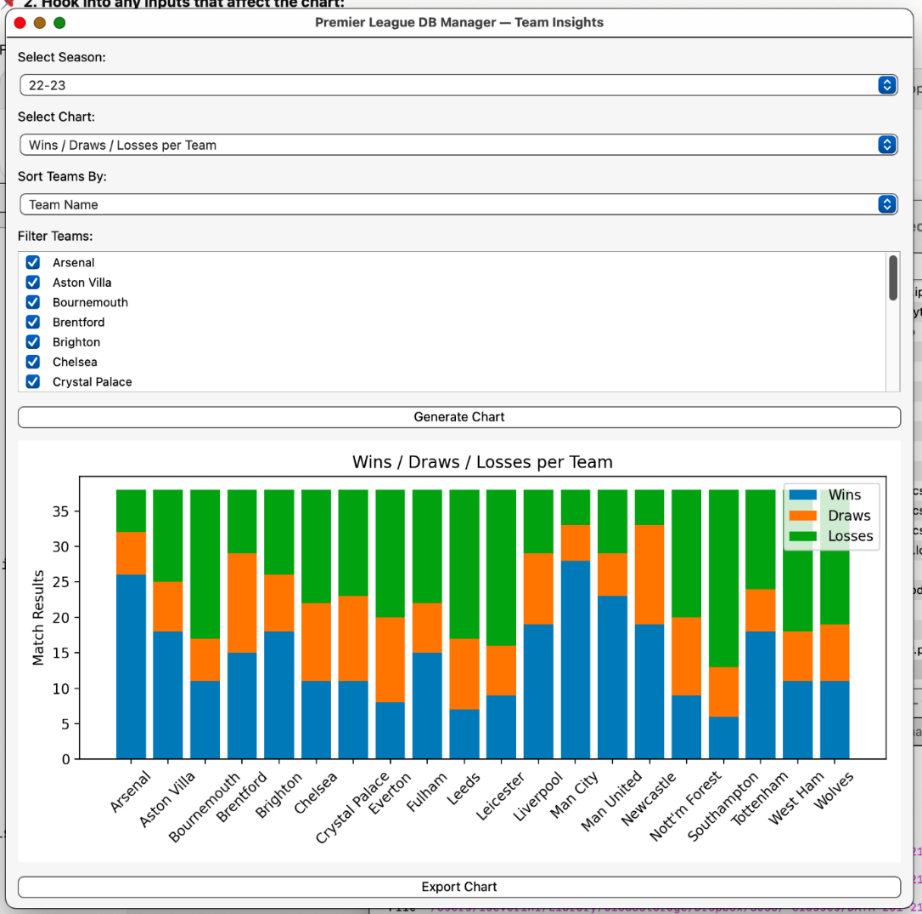 2. Hook into any inputs that affect the chart:
Premier League DB Manager — Team Insights
Select Season:
22-23
Select Chart:
Wins / Draws / Losses per Team
Sort Teams By:
Team Name
Filter Teams:
Arsenal
Aston Villa
Bournemouth
Brentford
Brighton
Chelsea
Crystal Palace
Generate Chart
Wins / Draws / Losses per Team
Wins
Draws
Losses
Match Results
35
30
25
20
15
10
5
0
Arsenal
Aston Villa
Bournemouth
Brentford
Brighton
Chelsea
Crystal Palace
Everton
Fulham
Leeds
Leicester
Liverpool
Man City
Man United
Newcastle
Nott'm Forest
Southampton
Tottenham
West Ham
Wolves
Export Chart